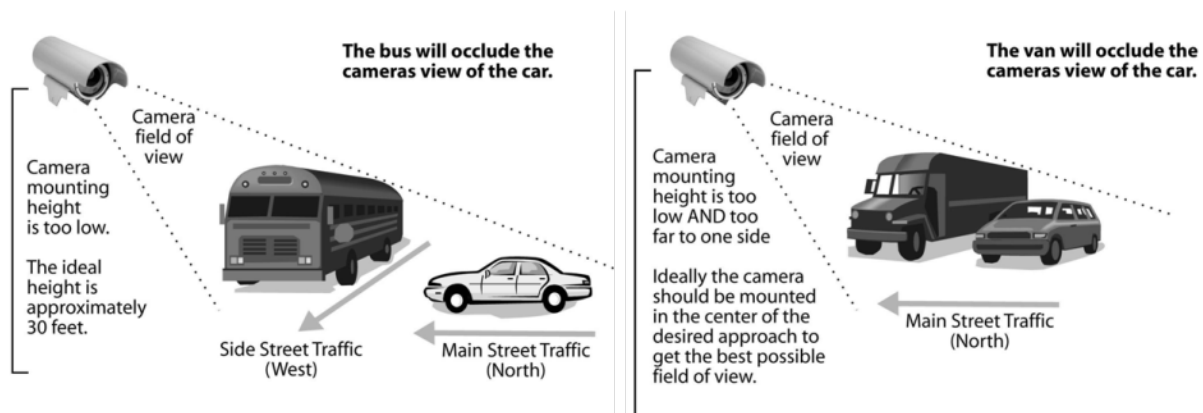 The bus will occlude the
cameras view of the car.
Camera
field of
view
Camera
mounting
height
is too low.
The ideal
height is
approximately
30 feet.
Side Street Traffic
(West)
Main Street Traffic
(North)
The van will occlude the
cameras view of the car.
Camera
field of
view
Camera
mounting
height is too
low AND too
far to one side
Ideally the camera
should be mounted
in the center of the
desired approach to
get the best possible
field of view.
Main Street Traffic
(North)